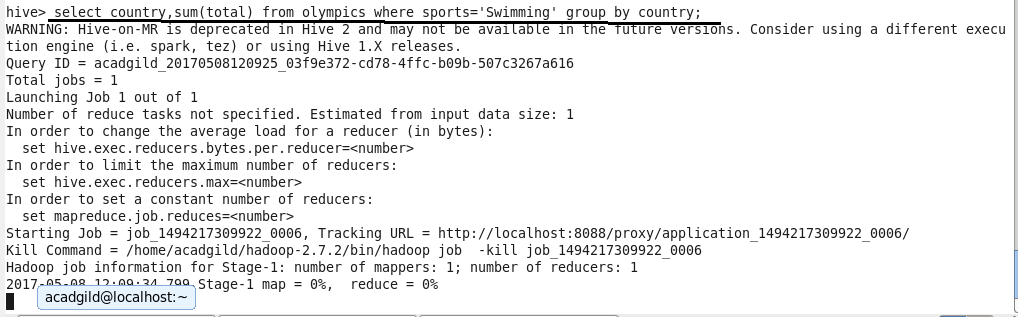 hive> select country,sum(total) from olympics where sports='Swimming' group by country;
WARNING: Hive-on-MR is deprecated in Hive 2 and may not be available in the future versions. Consider using a different execu
tion engine (i.e. spark, tez) or using Hive 1.X releases.
Query ID = acadgild_20170508120925_03f9e372-cd78-4ffc-b09b-507c3267a616
Total jobs = 1
Launching Job 1 out of 1
Number of reduce tasks not specified. Estimated from input data size: 1
In order to change the average load for a reducer (in bytes):
  set hive.exec.reducers.bytes.per.reducer=<number>
In order to limit the maximum number of reducers:
  set hive.exec.reducers.max=<number>
In order to set a constant number of reducers:
  set mapreduce.job.reduces=<number>
Starting Job = job_1494217309922_0006, Tracking URL = http://localhost:8088/proxy/application_1494217309922_0006/
Kill Command = /home/acadgild/hadoop-2.7.2/bin/hadoop job  -kill job_1494217309922_0006
Hadoop job information for Stage-1: number of mappers: 1; number of reducers: 1
2017-05-08 12:09:34,799 Stage-1 map = 0%,  reduce = 0%
acadgild@localhost:~